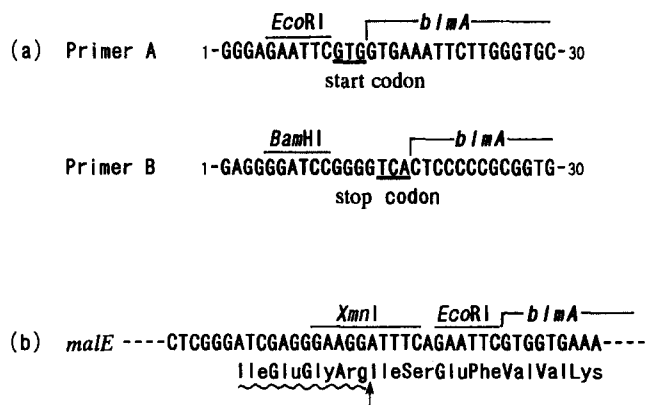 EcoRI blmA
(a) Primer A 1-GGGAGAATTCGTGGTGAAATTCTTGGGTGC-30
start codon
BamHI blmA
Primer B 1-GAGGGGATCCGGGGTCACTCCCCCGCGGTG-30
stop codon
XmnI EcoRI blmA
(b) malE ----CTCGGGATCGAGGGAAGGATTTCAGAATTCGTGGTGAAA----
IleGluGlyArgIleSerGluPheValValLys